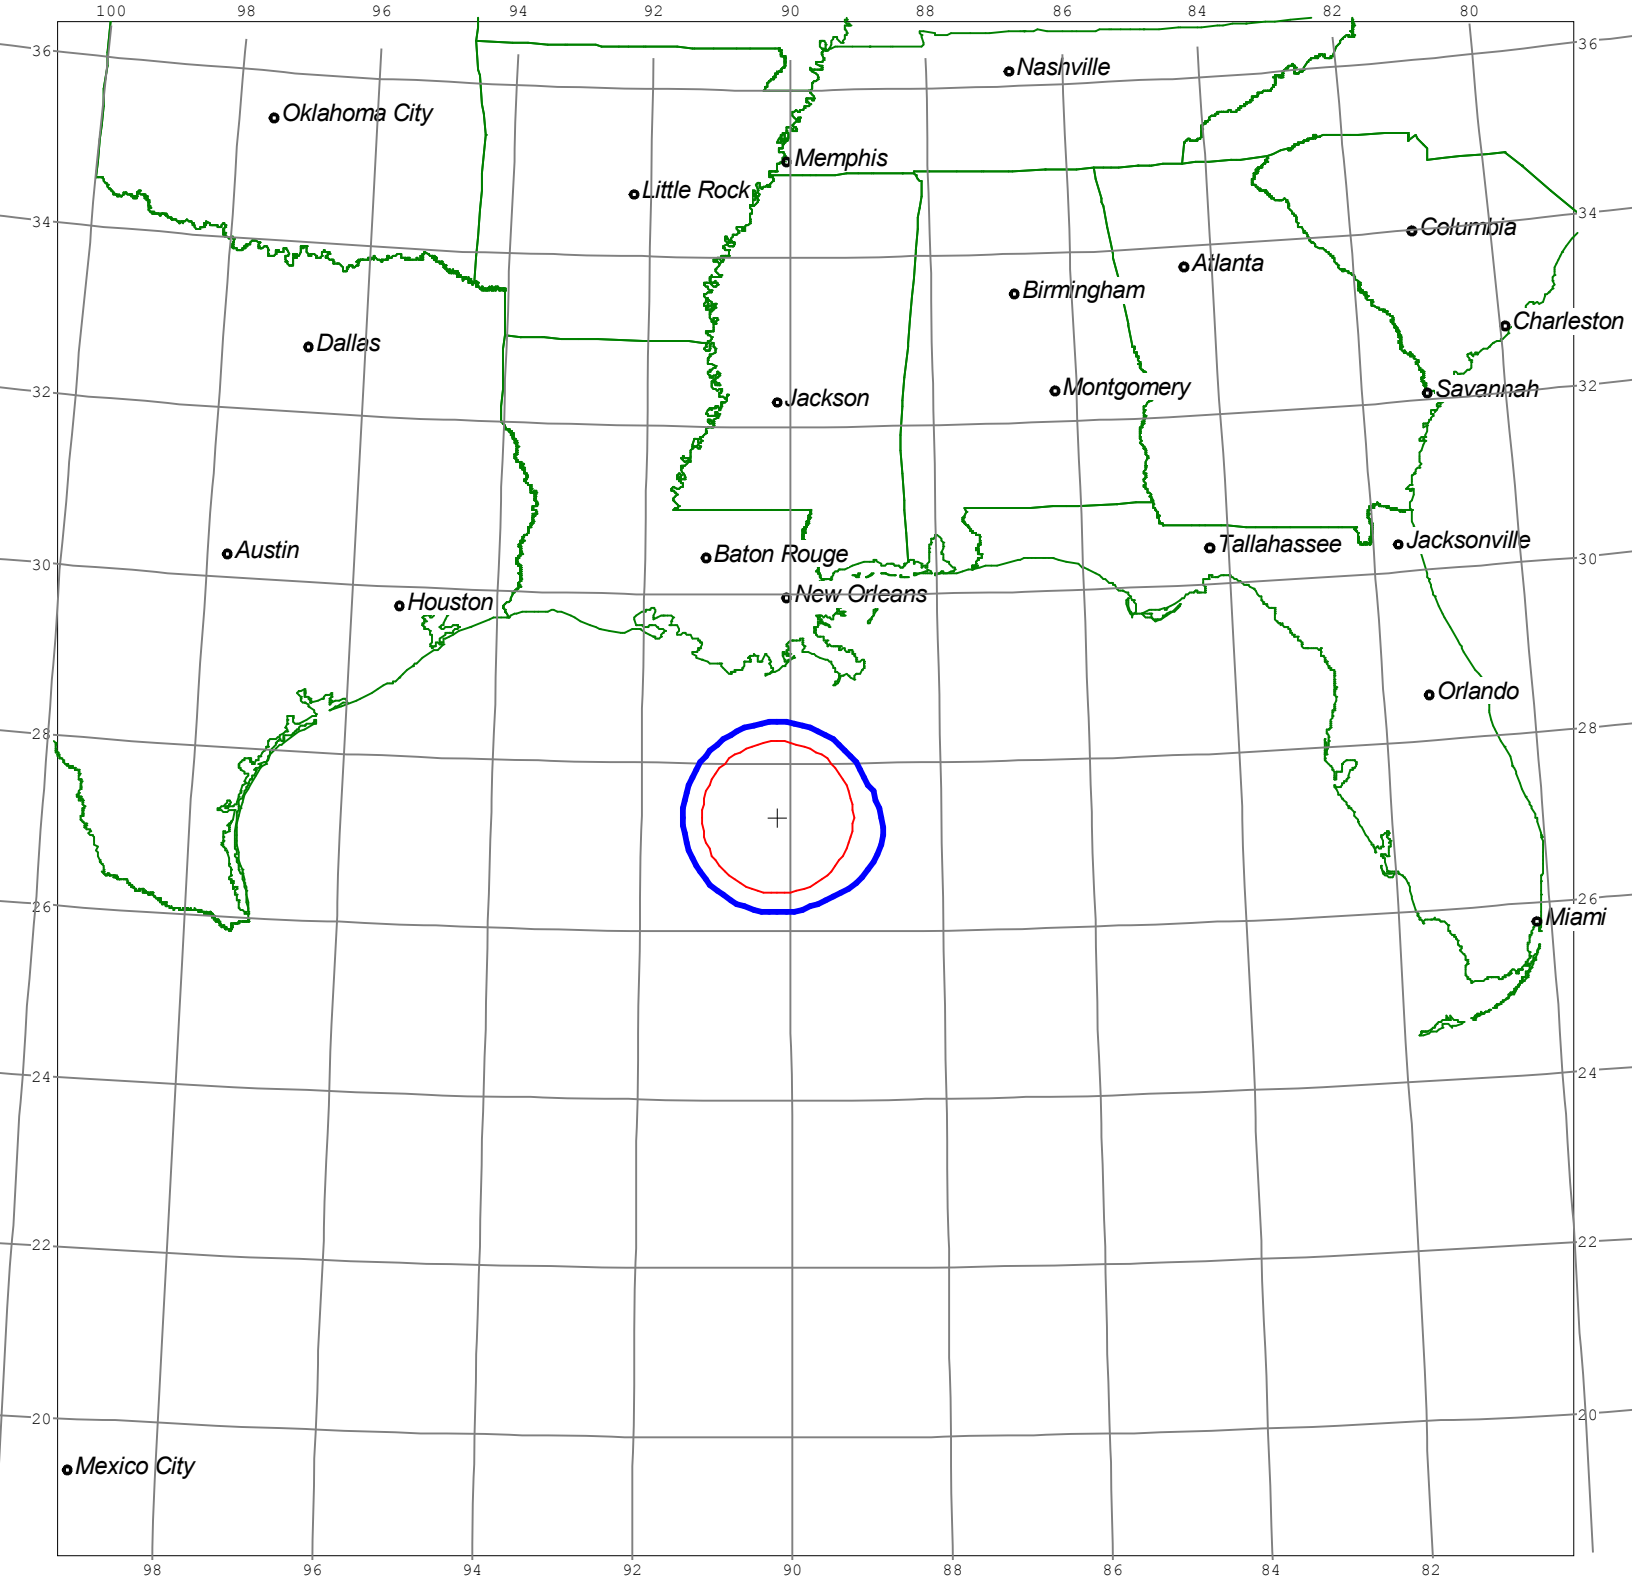 100 98 96 94 92 90 88 86 84 82 80
36 36
Nashville
Oklahoma City
Memphis
Little Rock
34 34
Columbia
Atlanta
Birmingham
Charleston
Dallas
32 32
Jackson
Montgomery
Savannah
Austin
Baton Rouge
Tallahassee
Jacksonville
30 30
Houston
New Orleans
Orlando
28 28
26 26
Miami
24 24
22 22
20 20
Mexico City
98 96 94 92 90 88 86 84 82